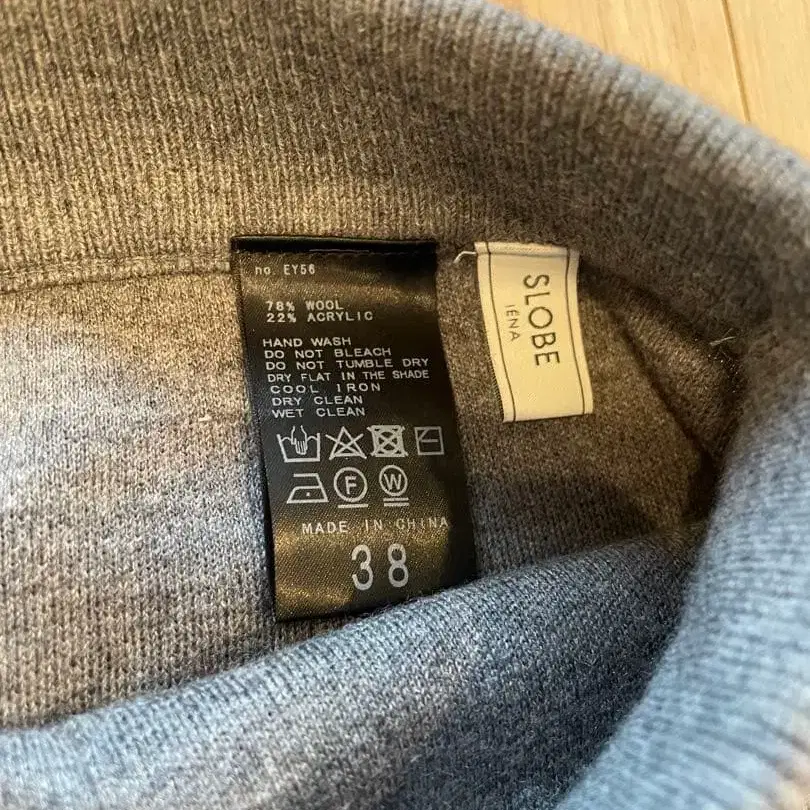 no EY56
78% WOOL
22% ACRYLIC
HAND WASH
DO NOT BLEACH
DO NOT TUMBLE DRY
DRY FLAT IN THE SHADE
COOL IRON
DRY CLEAN
WET CLEAN
F W
MADE IN CHINA
38
SLOBE
IÉNA